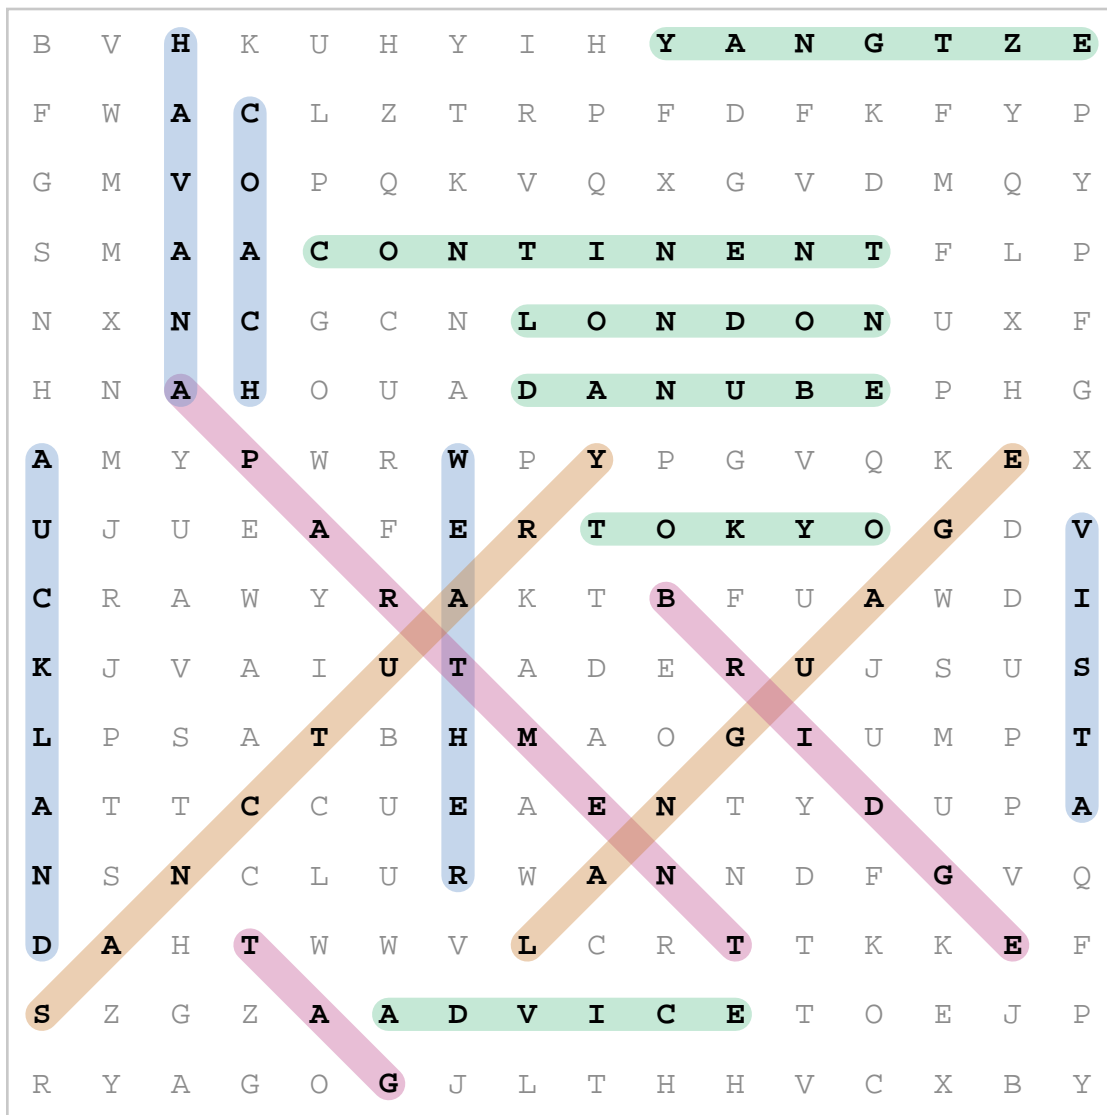 B V H K U H Y I H Y A N G T Z E
F W A C L Z T R P F D F K F Y P
G M V O P Q K V Q X G V D M Q Y
S M A A C O N T I N E N T F L P
N X N C G C N L O N D O N U X F
H N A H O U A D A N U B E P H G
A M Y P W R W P Y P G V Q K E X
U J U E A F E R T O K Y O G D V
C R A W Y R A K T B F U A W D I
K J V A I U T A D E R U J S U S
L P S A T B H M A O G I U M P T
A T T C C U E A E N T Y D U P A
N S N C L U R W A N N D F G V Q
D A H T W W V L C R T T K K E F
S Z G Z A A D V I C E T O E J P
R Y A G O G J L T H H V C X B Y